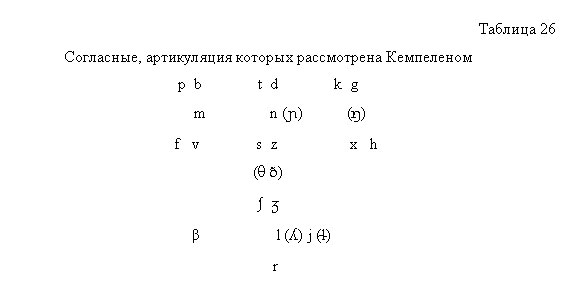 Таблица 26
Согласные, артикуляция которых рассмотрена Кемпеленом
p b t d k g
m n (ɲ) (ŋ)
f v s z x h
(θ ð)
ʃ ʒ
β l (ʎ) j (ɫ)
r